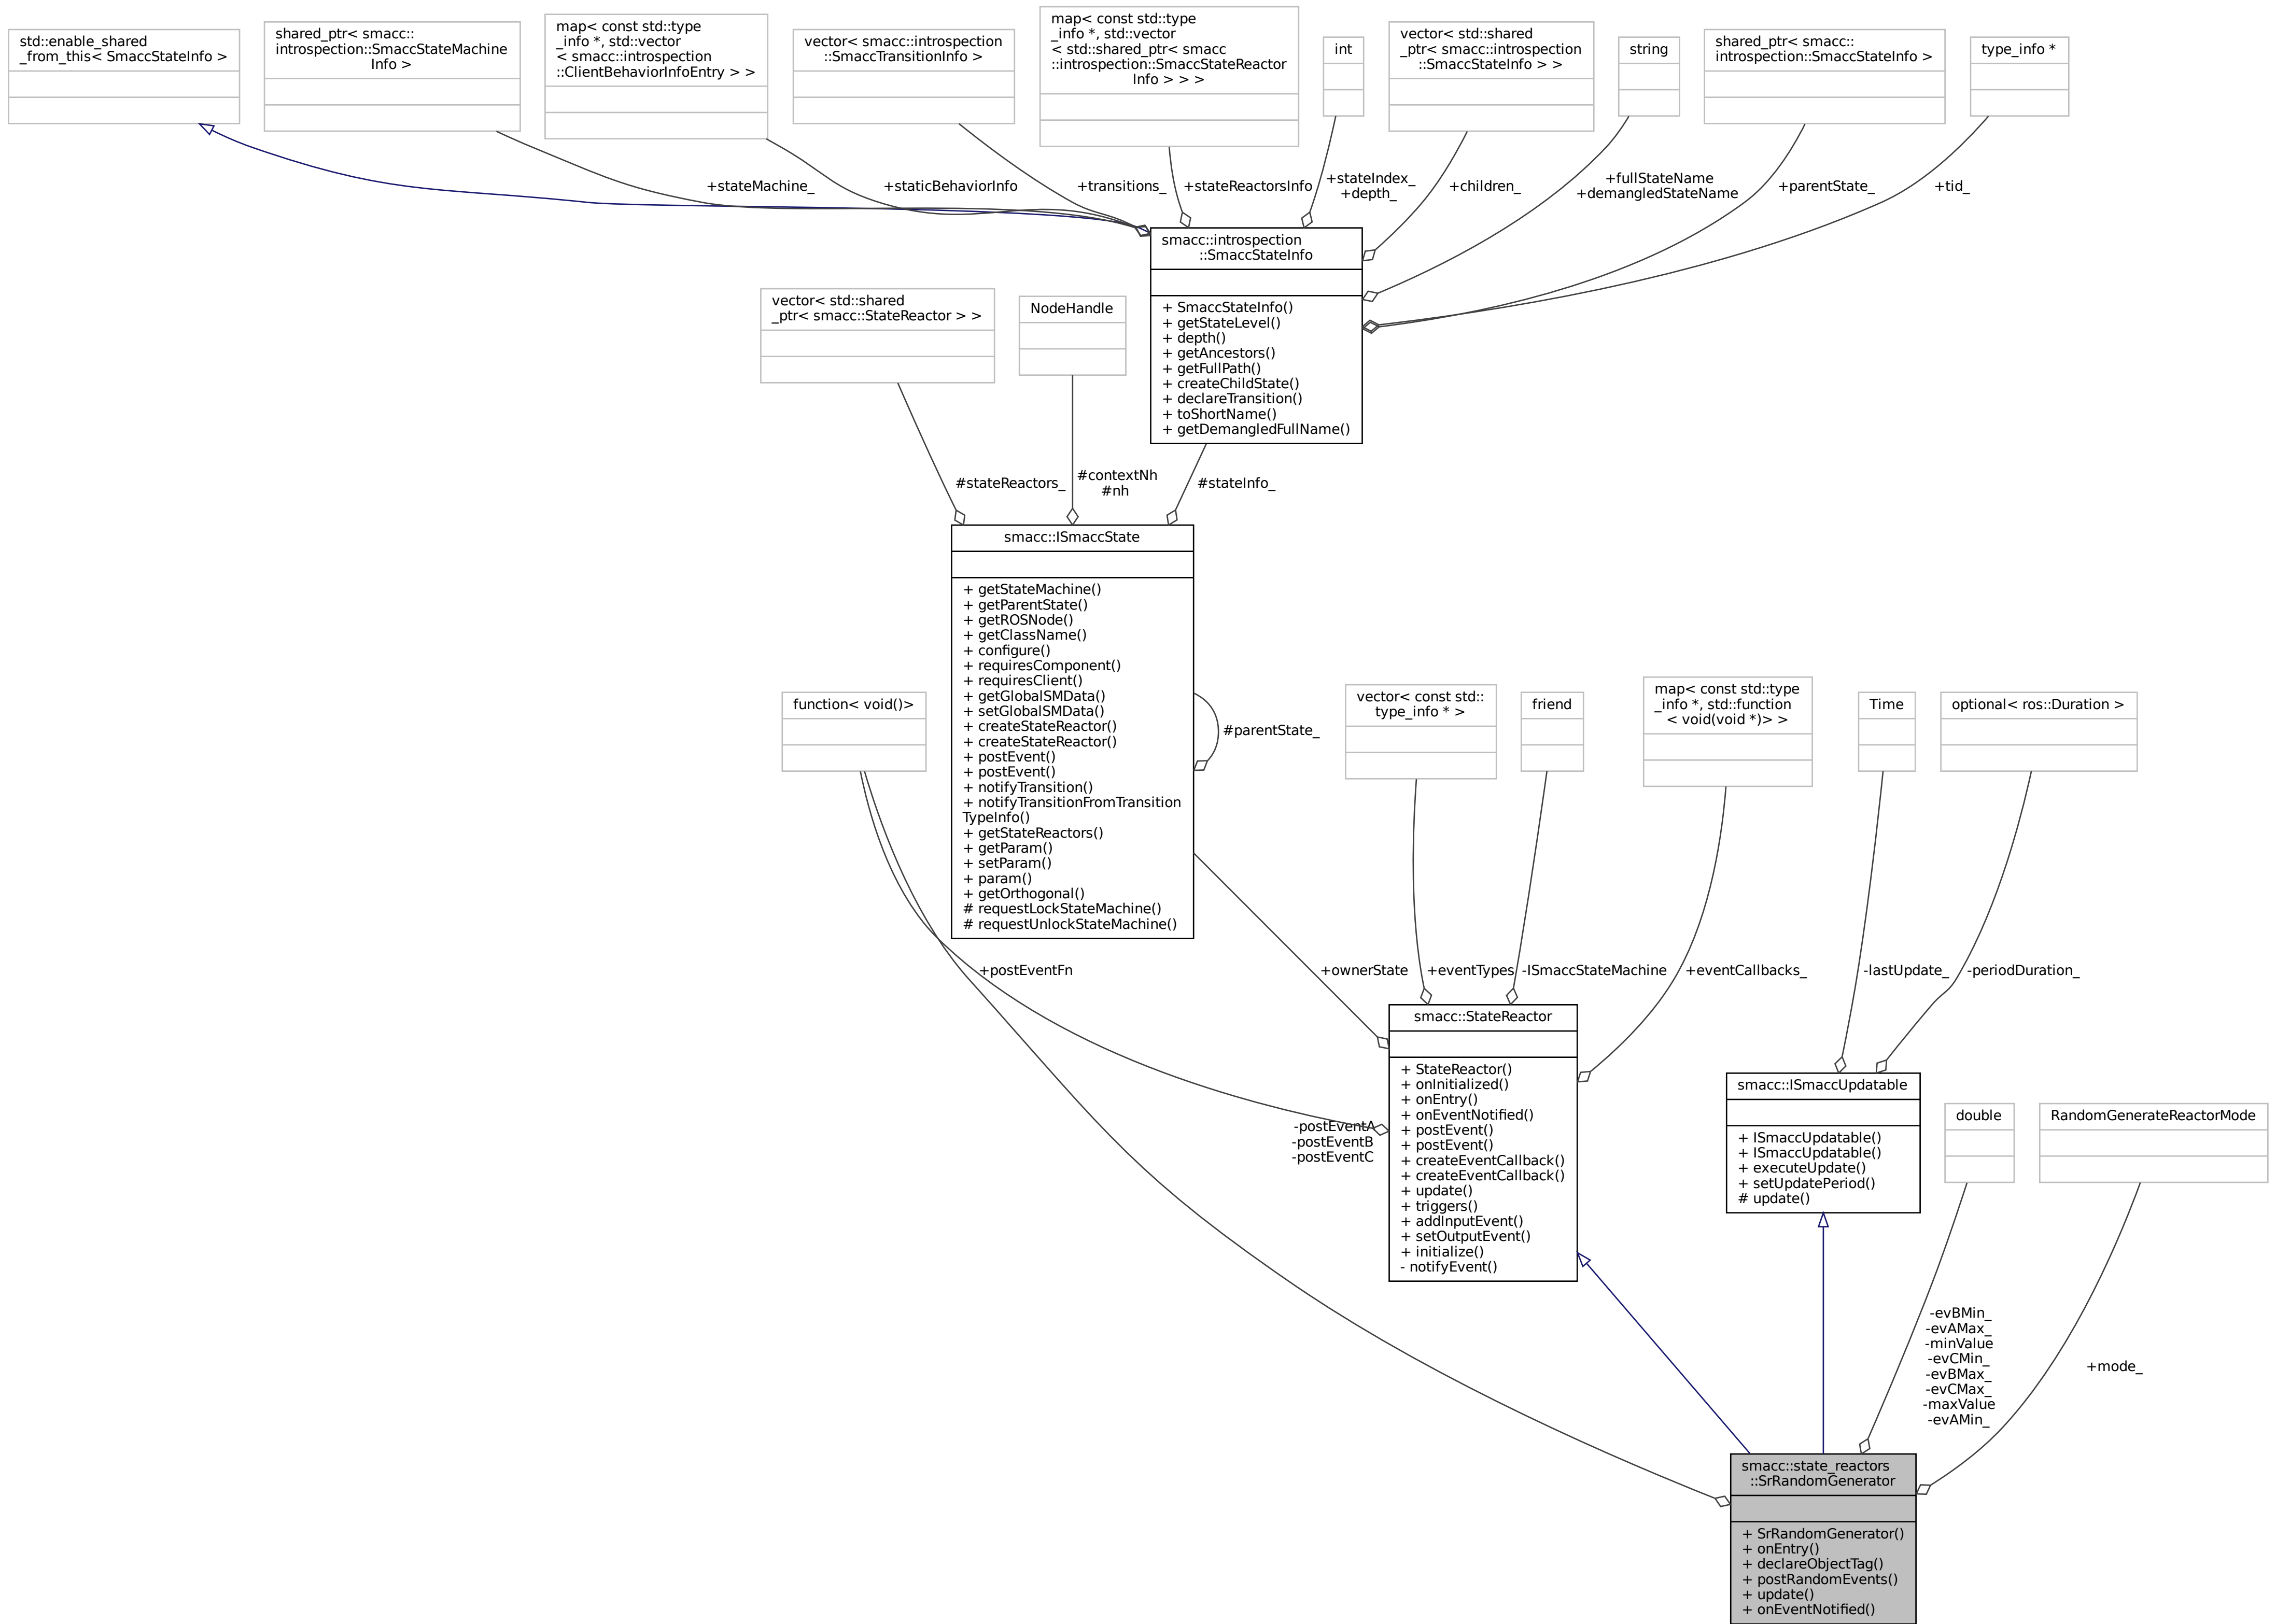 std::enable_shared
_from_this< SmaccStateInfo >
shared_ptr< smacc::
introspection::SmaccStateMachine
Info >
map< const std::type
_info *, std::vector
< smacc::introspection
::ClientBehaviorInfoEntry > >
vector< smacc::introspection
::SmaccTransitionInfo >
map< const std::type
_info *, std::vector
< std::shared_ptr< smacc
::introspection::SmaccStateReactor
Info > > >
int
vector< std::shared
_ptr< smacc::introspection
::SmaccStateInfo > >
string
shared_ptr< smacc::
introspection::SmaccStateInfo >
type_info *
+stateMachine_
+staticBehaviorInfo
+transitions_
+stateReactorsInfo
+stateIndex_
+depth_
+children_
+fullStateName
+demangledStateName
+parentState_
+tid_
smacc::introspection
::SmaccStateInfo
+ SmaccStateInfo()
+ getStateLevel()
+ depth()
+ getAncestors()
+ getFullPath()
+ createChildState()
+ declareTransition()
+ toShortName()
+ getDemangledFullName()
vector< std::shared
_ptr< smacc::StateReactor > >
NodeHandle
#stateReactors_
#contextNh
#nh
#stateInfo_
smacc::ISmaccState
+ getStateMachine()
+ getParentState()
+ getROSNode()
+ getClassName()
+ configure()
+ requiresComponent()
+ requiresClient()
+ getGlobalSMData()
+ setGlobalSMData()
+ createStateReactor()
+ createStateReactor()
+ postEvent()
+ postEvent()
+ notifyTransition()
+ notifyTransitionFromTransition
TypeInfo()
+ getStateReactors()
+ getParam()
+ setParam()
+ param()
+ getOrthogonal()
# requestLockStateMachine()
# requestUnlockStateMachine()
#parentState_
function< void()>
vector< const std::
type_info * >
friend
map< const std::type
_info *, std::function
< void(void *)> >
Time
optional< ros::Duration >
+postEventFn
+ownerState
+eventTypes
-ISmaccStateMachine
+eventCallbacks_
-lastUpdate_
-periodDuration_
smacc::StateReactor
+ StateReactor()
+ onInitialized()
+ onEntry()
+ onEventNotified()
+ postEvent()
+ postEvent()
+ createEventCallback()
+ createEventCallback()
+ update()
+ triggers()
+ addInputEvent()
+ setOutputEvent()
+ initialize()
- notifyEvent()
-postEventA
-postEventB
-postEventC
smacc::ISmaccUpdatable
+ ISmaccUpdatable()
+ ISmaccUpdatable()
+ executeUpdate()
+ setUpdatePeriod()
# update()
double
RandomGenerateReactorMode
-evBMin_
-evAMax_
-minValue
-evCMin_
-evBMax_
-evCMax_
-maxValue
-evAMin_
+mode_
smacc::state_reactors
::SrRandomGenerator
+ SrRandomGenerator()
+ onEntry()
+ declareObjectTag()
+ postRandomEvents()
+ update()
+ onEventNotified()